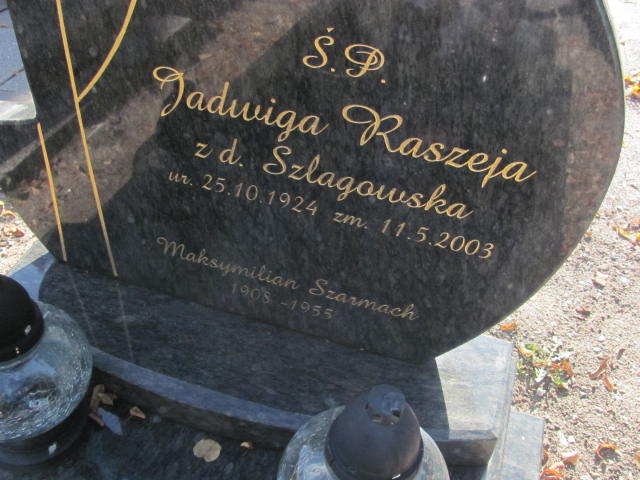 Ś.P.
Jadwiga Raszeja
z d. Szlagowska
ur. 25.10.1924 zm. 11.5.2003
Maksymilian Szarmach
1908 - 1955